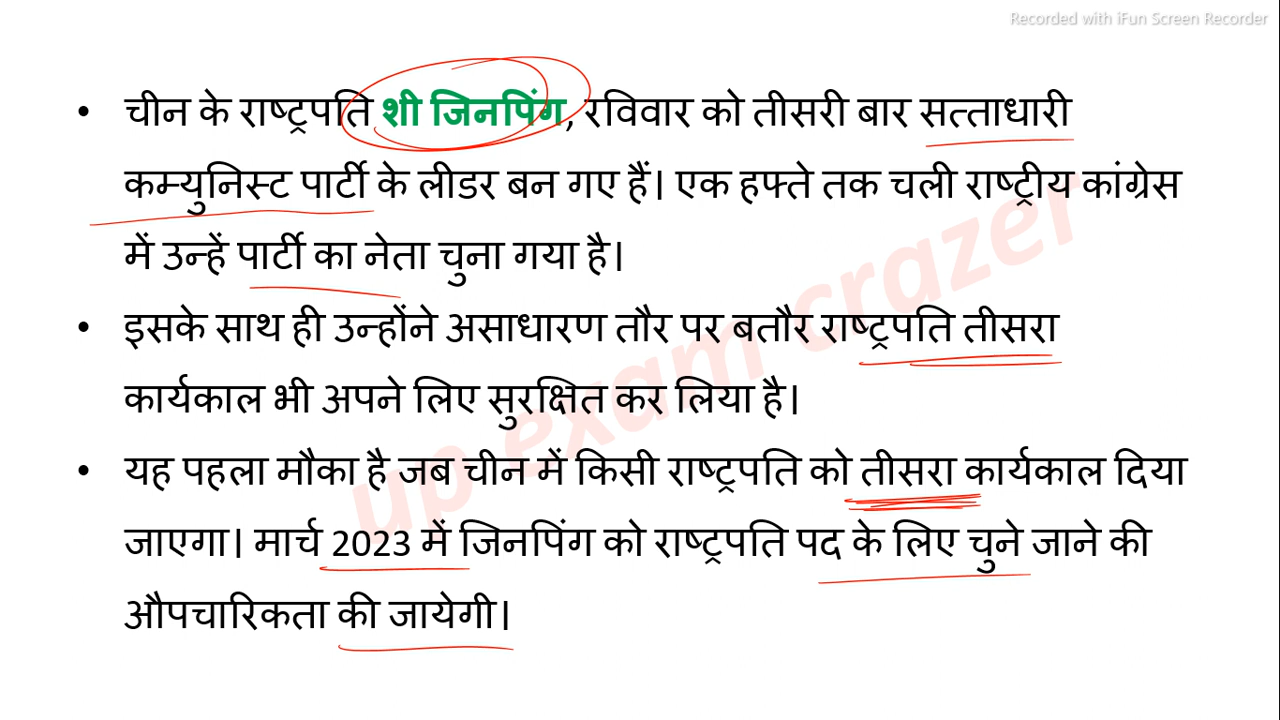 Recorded with iFun Screen Recorder
• चीन के राष्ट्रपति शी जिनपिंग, रविवार को तीसरी बार सत्ताधारी
कम्युनिस्ट पार्टी के लीडर बन गए हैं। एक हफ्ते तक चली राष्ट्रीय कांग्रेस
में उन्हें पार्टी का नेता चुना गया है।
• इसके साथ ही उन्होंने असाधारण तौर पर बतौर राष्ट्रपति तीसरा
कार्यकाल भी अपने लिए सुरक्षित कर लिया है।
• यह पहला मौका है जब चीन में किसी राष्ट्रपति को तीसरा कार्यकाल दिया
जाएगा। मार्च 2023 में जिनपिंग को राष्ट्रपति पद के लिए चुने जाने की
औपचारिकता की जायेगी।
up exam crazer